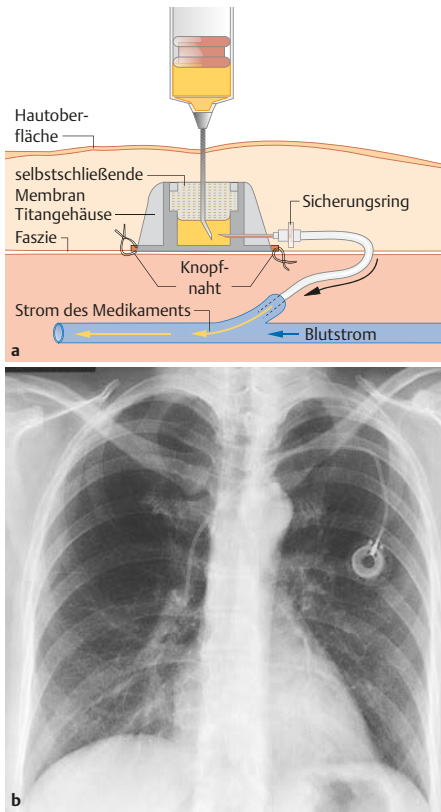 Hautober-
fläche
selbstschließende
Membran
Titangehäuse
Faszie
Sicherungsring
Knopf-
naht
Strom des Medikaments
Blutstrom
a
b